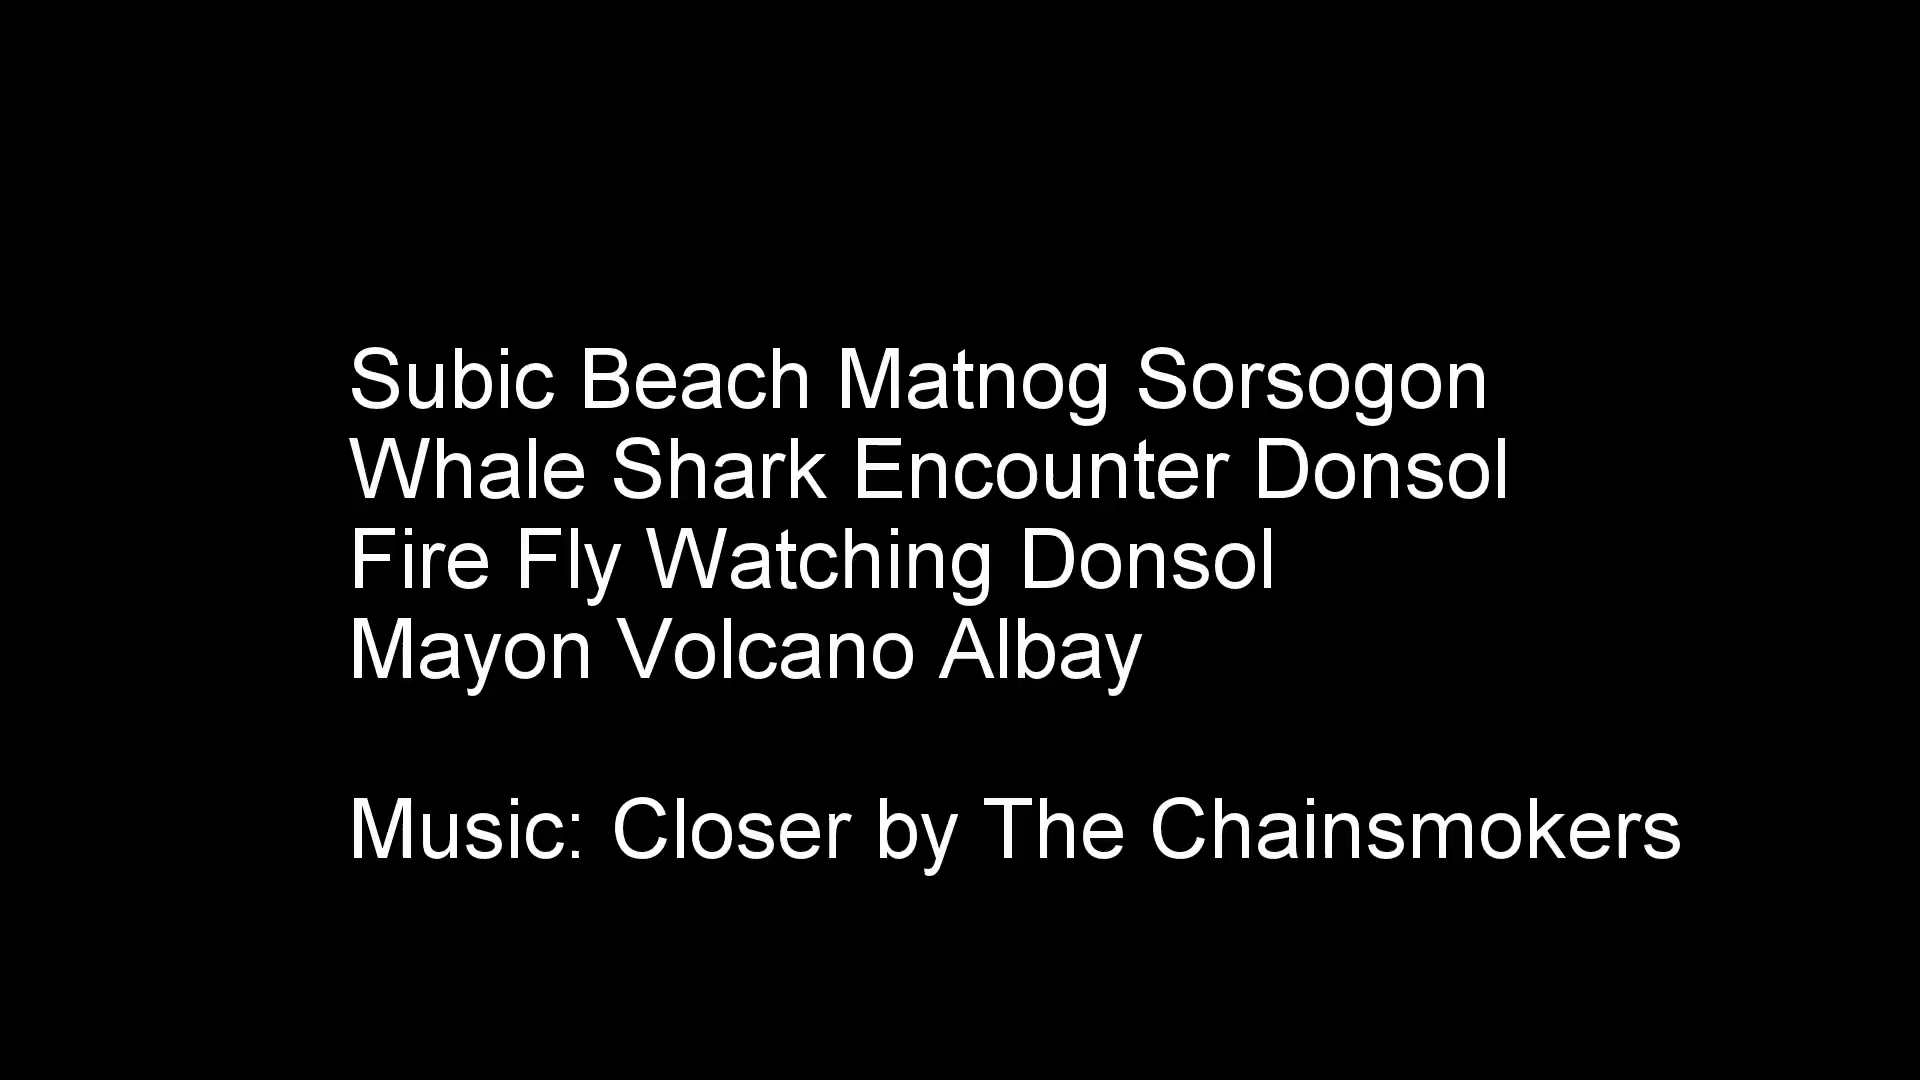 Subic Beach Matnog Sorsogon
Whale Shark Encounter Donsol
Fire Fly Watching Donsol
Mayon Volcano Albay
Music: Closer by The Chainsmokers